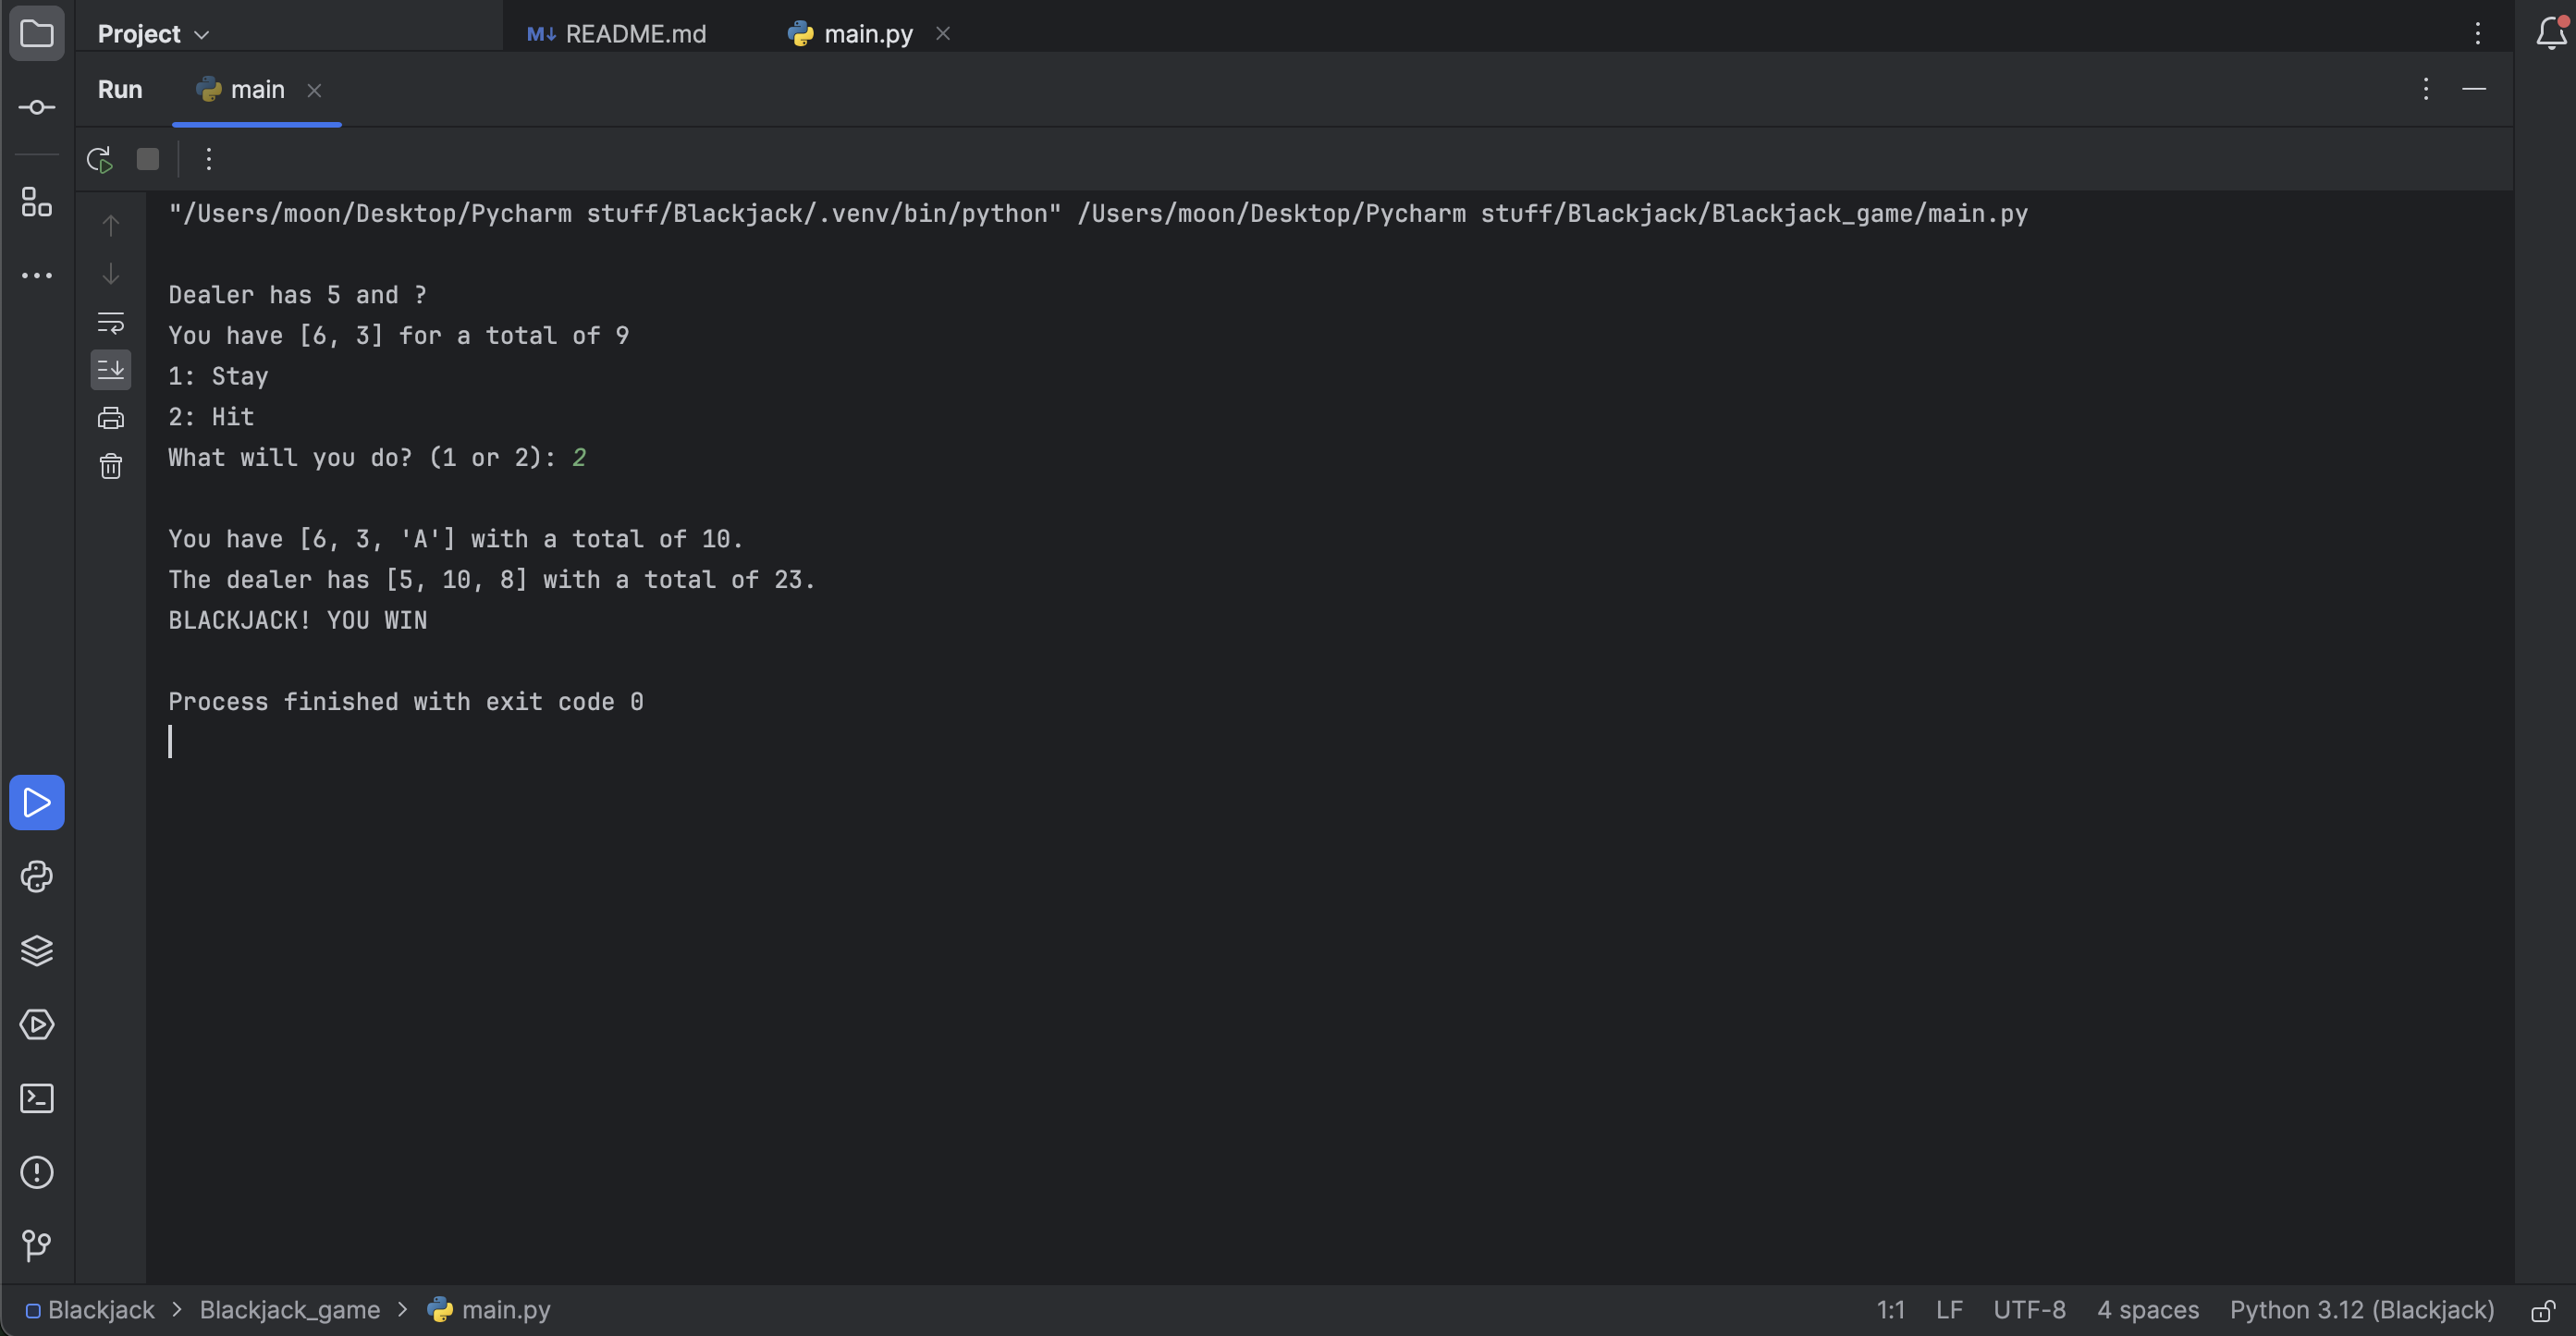 Project
README.md
main.py
Run
main
"/Users/moon/Desktop/Pycharm stuff/Blackjack/.venv/bin/python" /Users/moon/Desktop/Pycharm stuff/Blackjack/Blackjack_game/main.py
Dealer has 5 and ?
You have [6, 3] for a total of 9
1: Stay
2: Hit
What will you do? (1 or 2): 2
You have [6, 3, 'A'] with a total of 10.
The dealer has [5, 10, 8] with a total of 23.
BLACKJACK! YOU WIN
Process finished with exit code 0
Blackjack > Blackjack_game > main.py
1:1 LF UTF-8 4 spaces Python 3.12 (Blackjack)